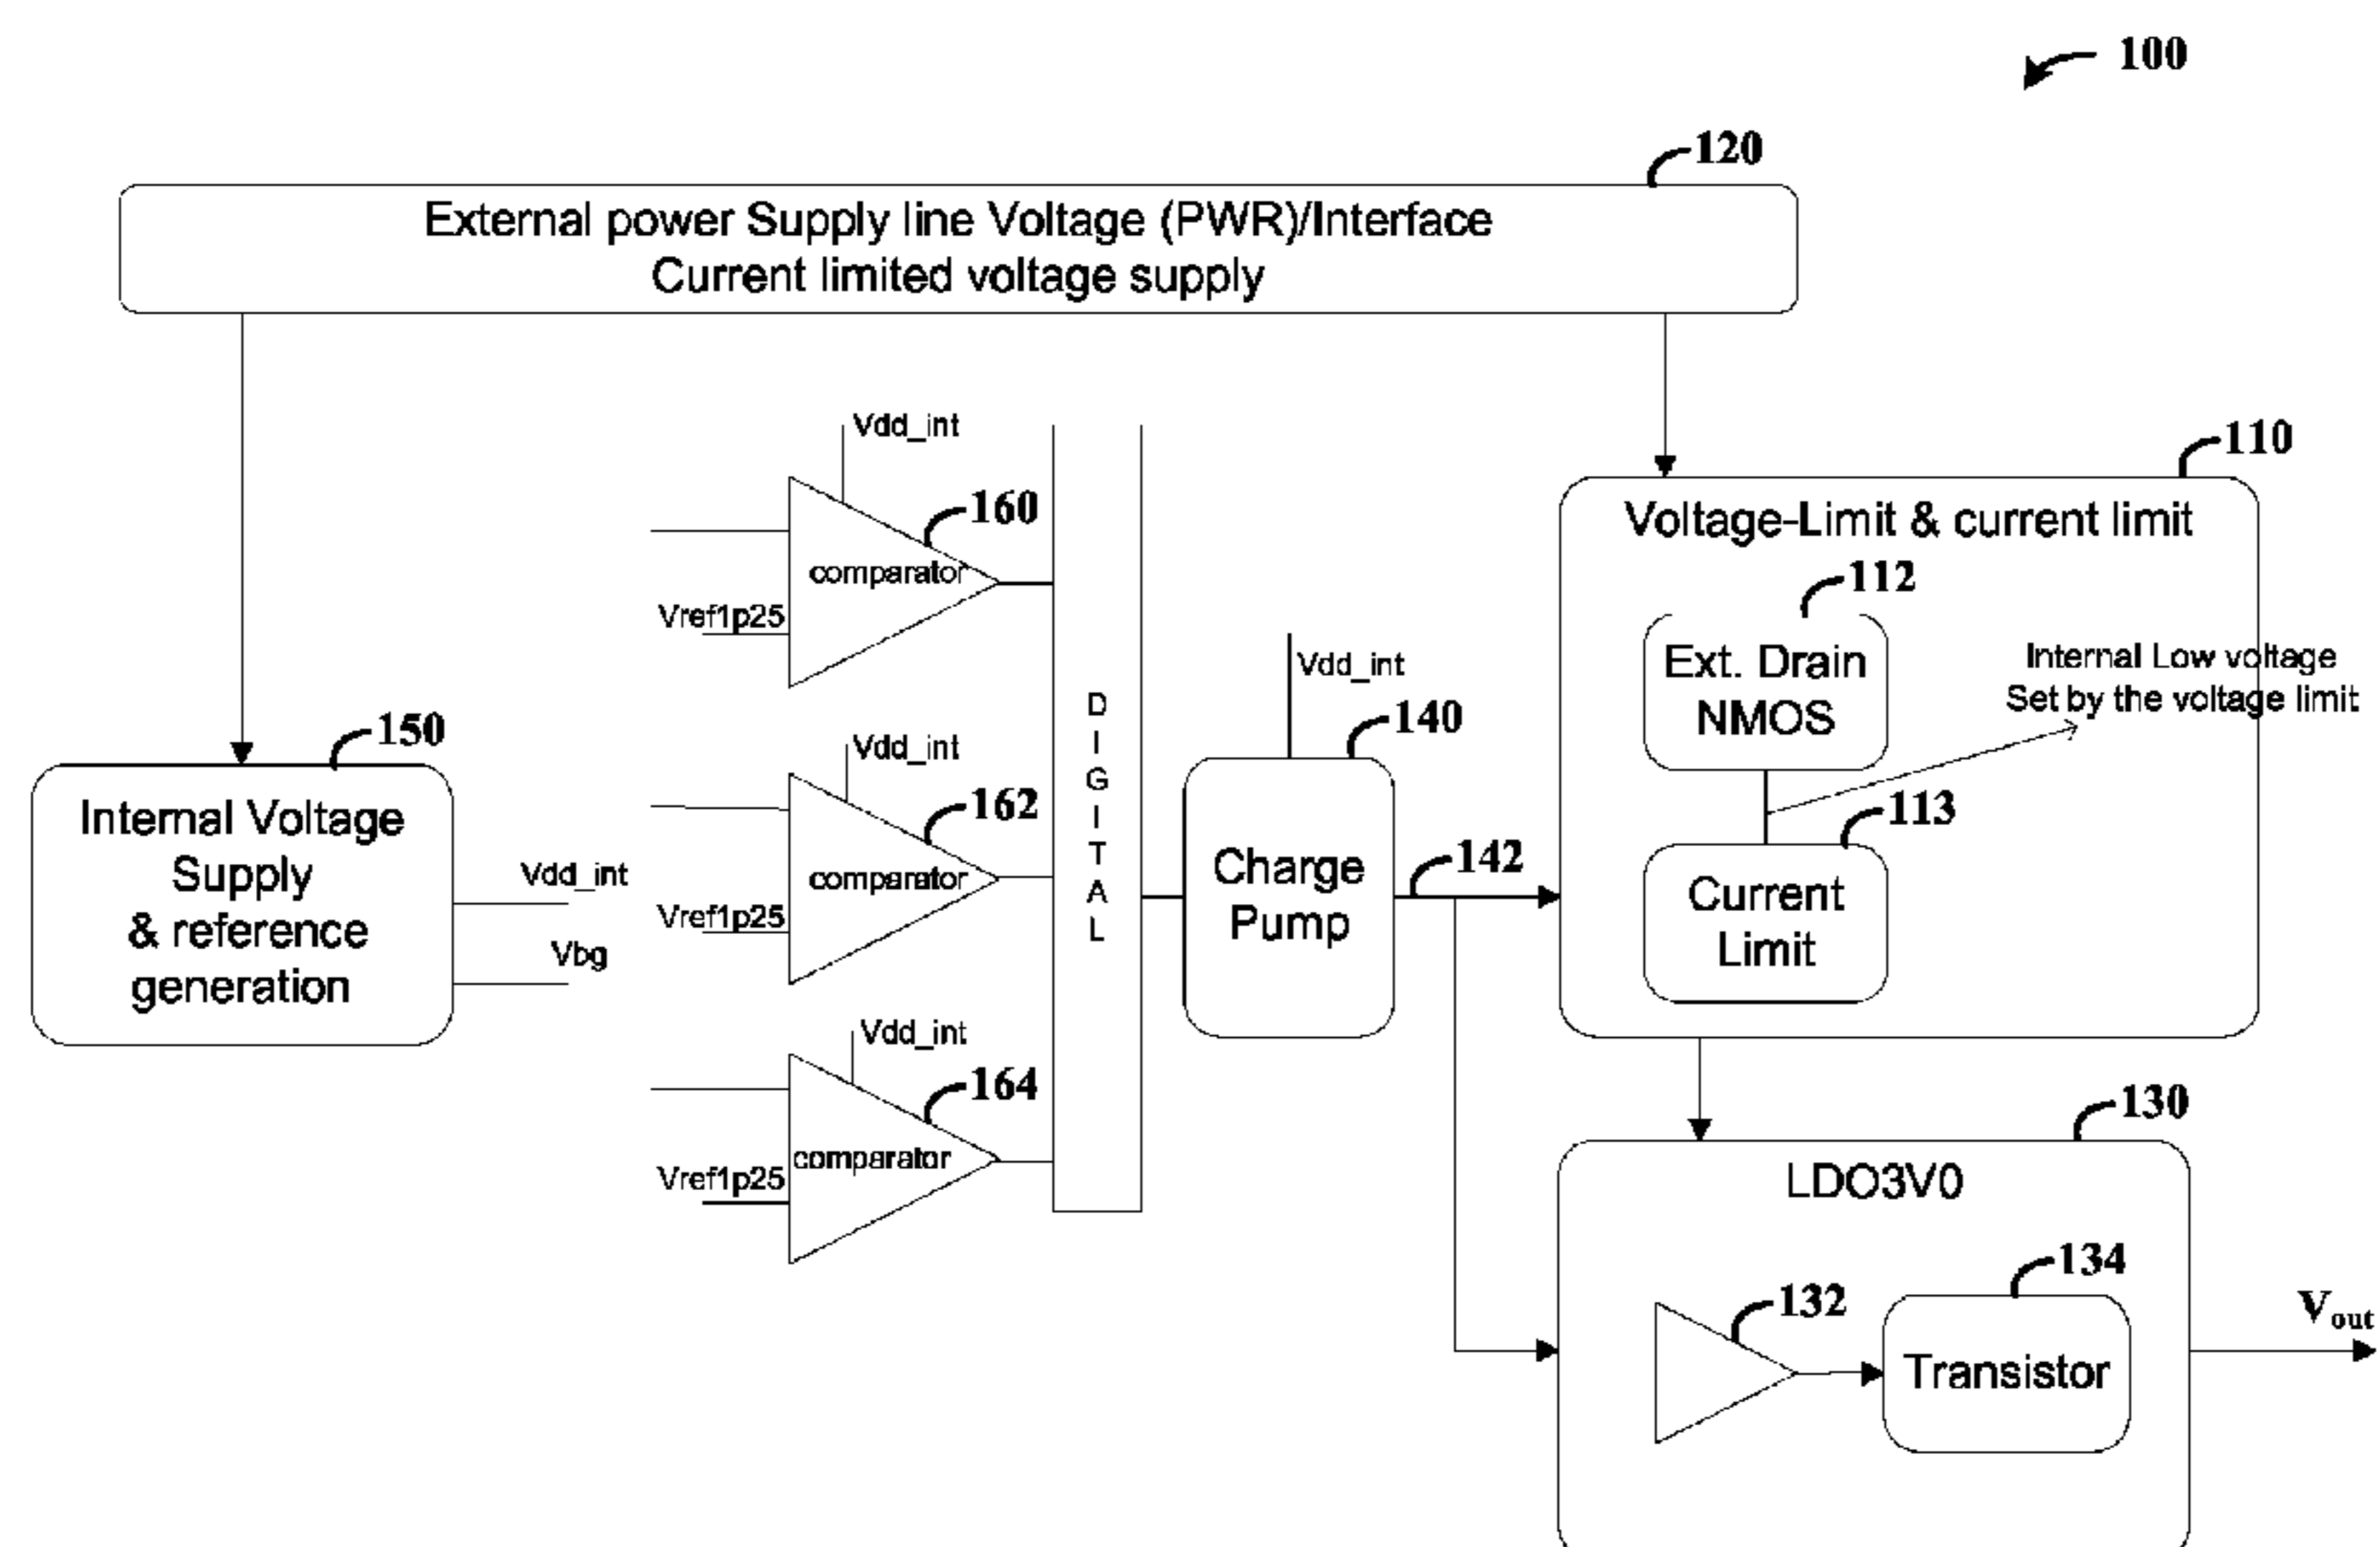 100
120
External power Supply line Voltage (PWR)/Interface
Current limited voltage supply
Vdd_int
160
comparator
Vref1p25
110
Voltage-Limit & current limit
112
Ext. Drain
NMOS
Internal Low voltage
Set by the voltage limit
113
Current
Limit
150
Internal Voltage
Supply
& reference
generation
Vdd_int
Vbg
Vdd_int
162
comparator
Vref1p25
DIGITAL
Vdd_int
140
Charge
Pump
142
Vdd_int
164
comparator
Vref1p25
130
LDO3V0
132
134
Transistor
Vout